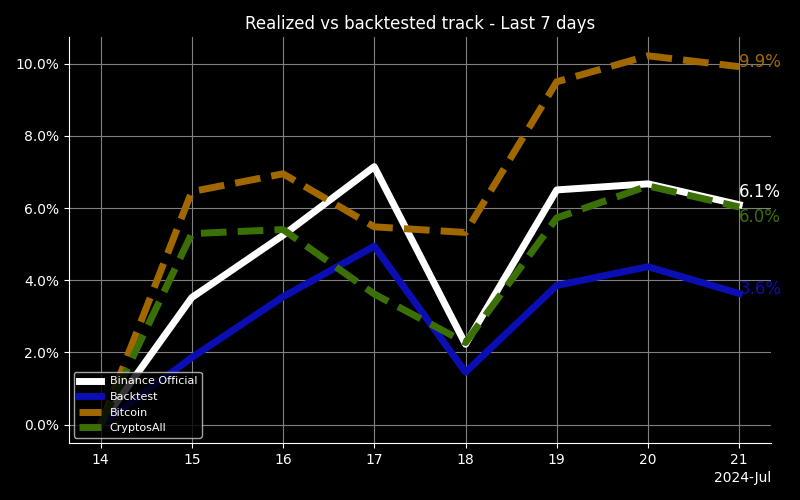 Realized vs backtested track - Last 7 days
10.0%
8.0%
6.0%
4.0%
2.0%
0.0%
9.9%
6.1%
6.0%
3.6%
Binance Official
Backtest
Bitcoin
CryptosAll
14 15 16 17 18 19 20 21
2024-Jul